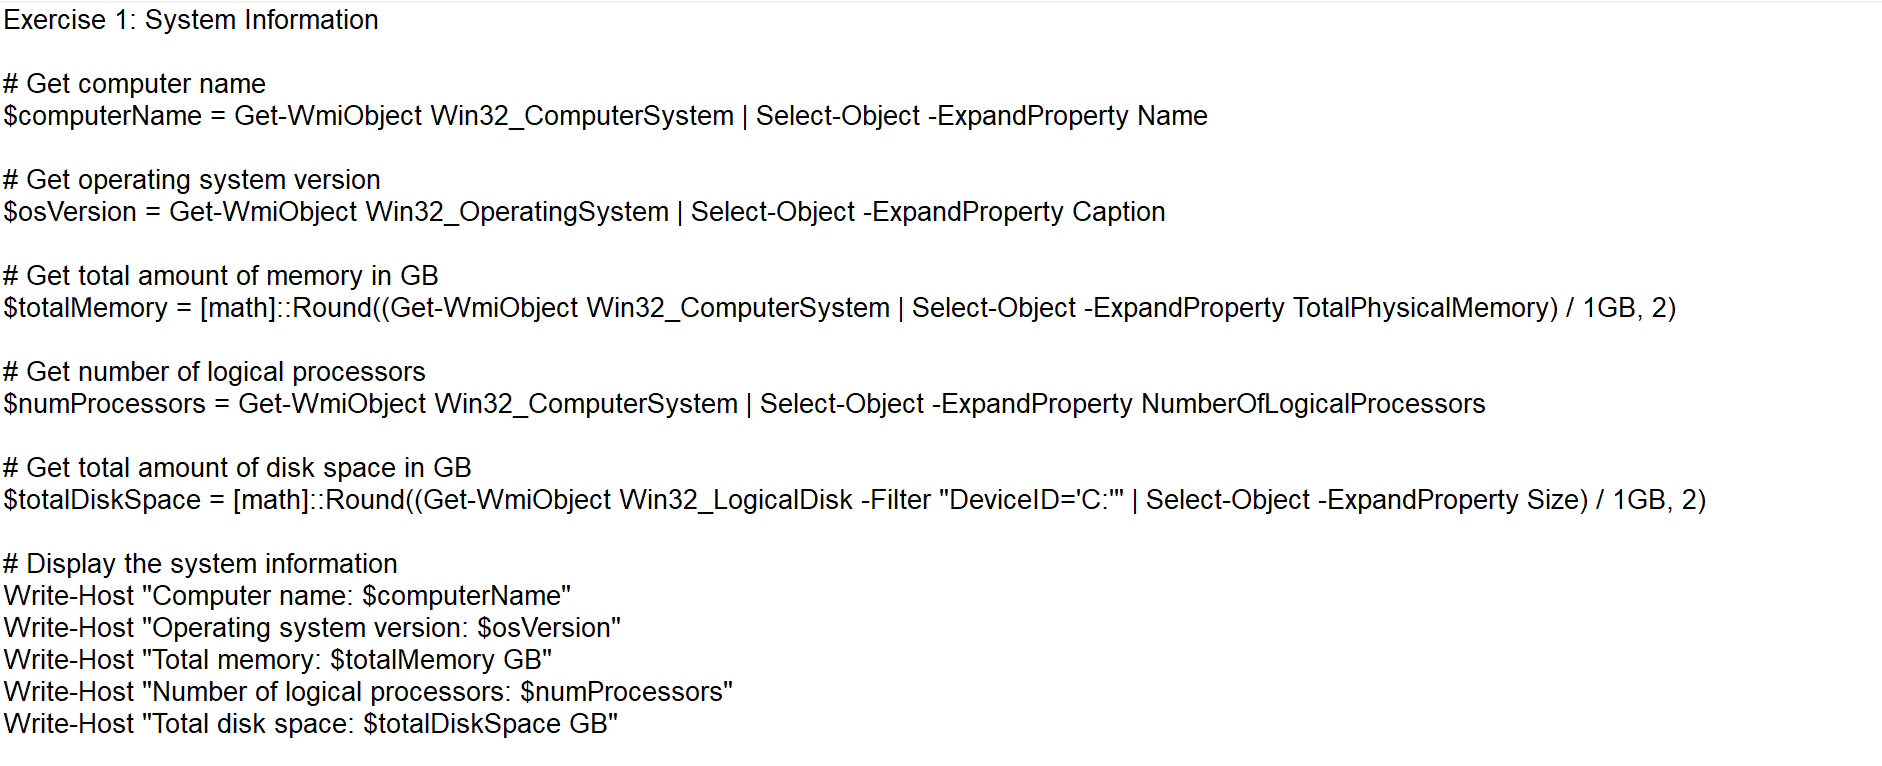 Exercise 1: System Information
# Get computer name
$computerName = Get-WmiObject Win32_ComputerSystem | Select-Object -ExpandProperty Name
# Get operating system version
$osVersion = Get-WmiObject Win32_OperatingSystem | Select-Object -ExpandProperty Caption
# Get total amount of memory in GB
$totalMemory = [math]::Round((Get-WmiObject Win32_ComputerSystem | Select-Object -ExpandProperty TotalPhysicalMemory) / 1GB, 2)
# Get number of logical processors
$numProcessors = Get-WmiObject Win32_ComputerSystem | Select-Object -ExpandProperty NumberOfLogicalProcessors
# Get total amount of disk space in GB
$totalDiskSpace = [math]::Round((Get-WmiObject Win32_LogicalDisk -Filter "DeviceID='C:'" | Select-Object -ExpandProperty Size) / 1GB, 2)
# Display the system information
Write-Host "Computer name: $computerName"
Write-Host "Operating system version: $osVersion"
Write-Host "Total memory: $totalMemory GB"
Write-Host "Number of logical processors: $numProcessors"
Write-Host "Total disk space: $totalDiskSpace GB"